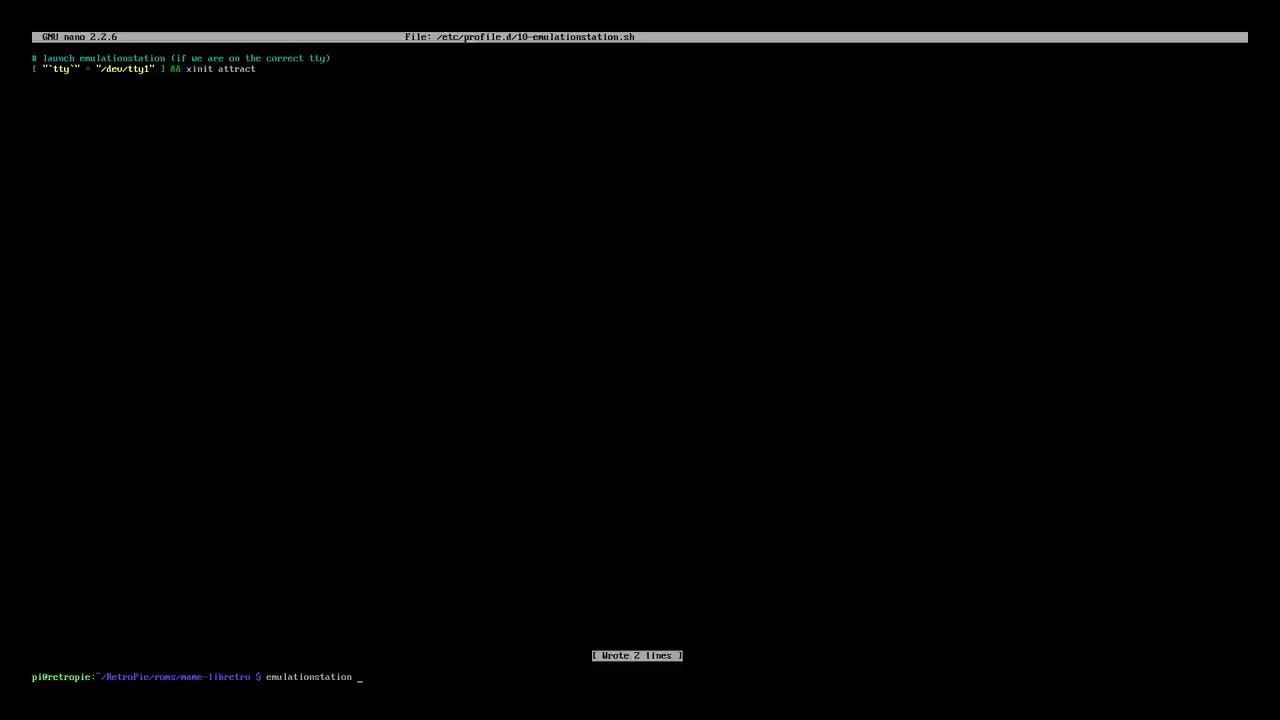 GNU nano 2.2.6 File: /etc/profile.d/10-emulationstation.sh
# launch emulationstation (if we are on the correct tty)
[ "`tty`" = "/dev/tty1" ] && xinit attract
[ Wrote 2 lines ]
pi@retropie:~/RetroPie/roms/mame-libretro $ emulationstation _